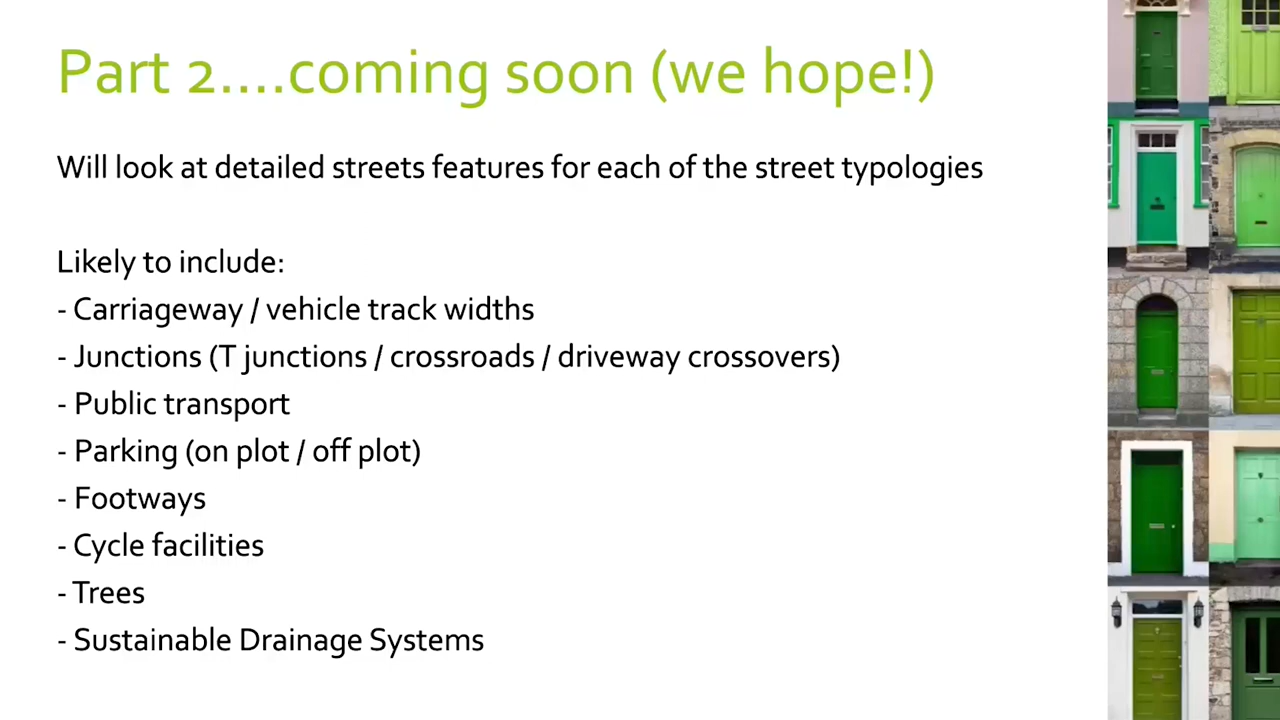 Part 2....coming soon (we hope!)
Will look at detailed streets features for each of the street typologies
Likely to include:
- Carriageway / vehicle track widths
- Junctions (T junctions / crossroads / driveway crossovers)
- Public transport
- Parking (on plot / off plot)
- Footways
- Cycle facilities
- Trees
- Sustainable Drainage Systems